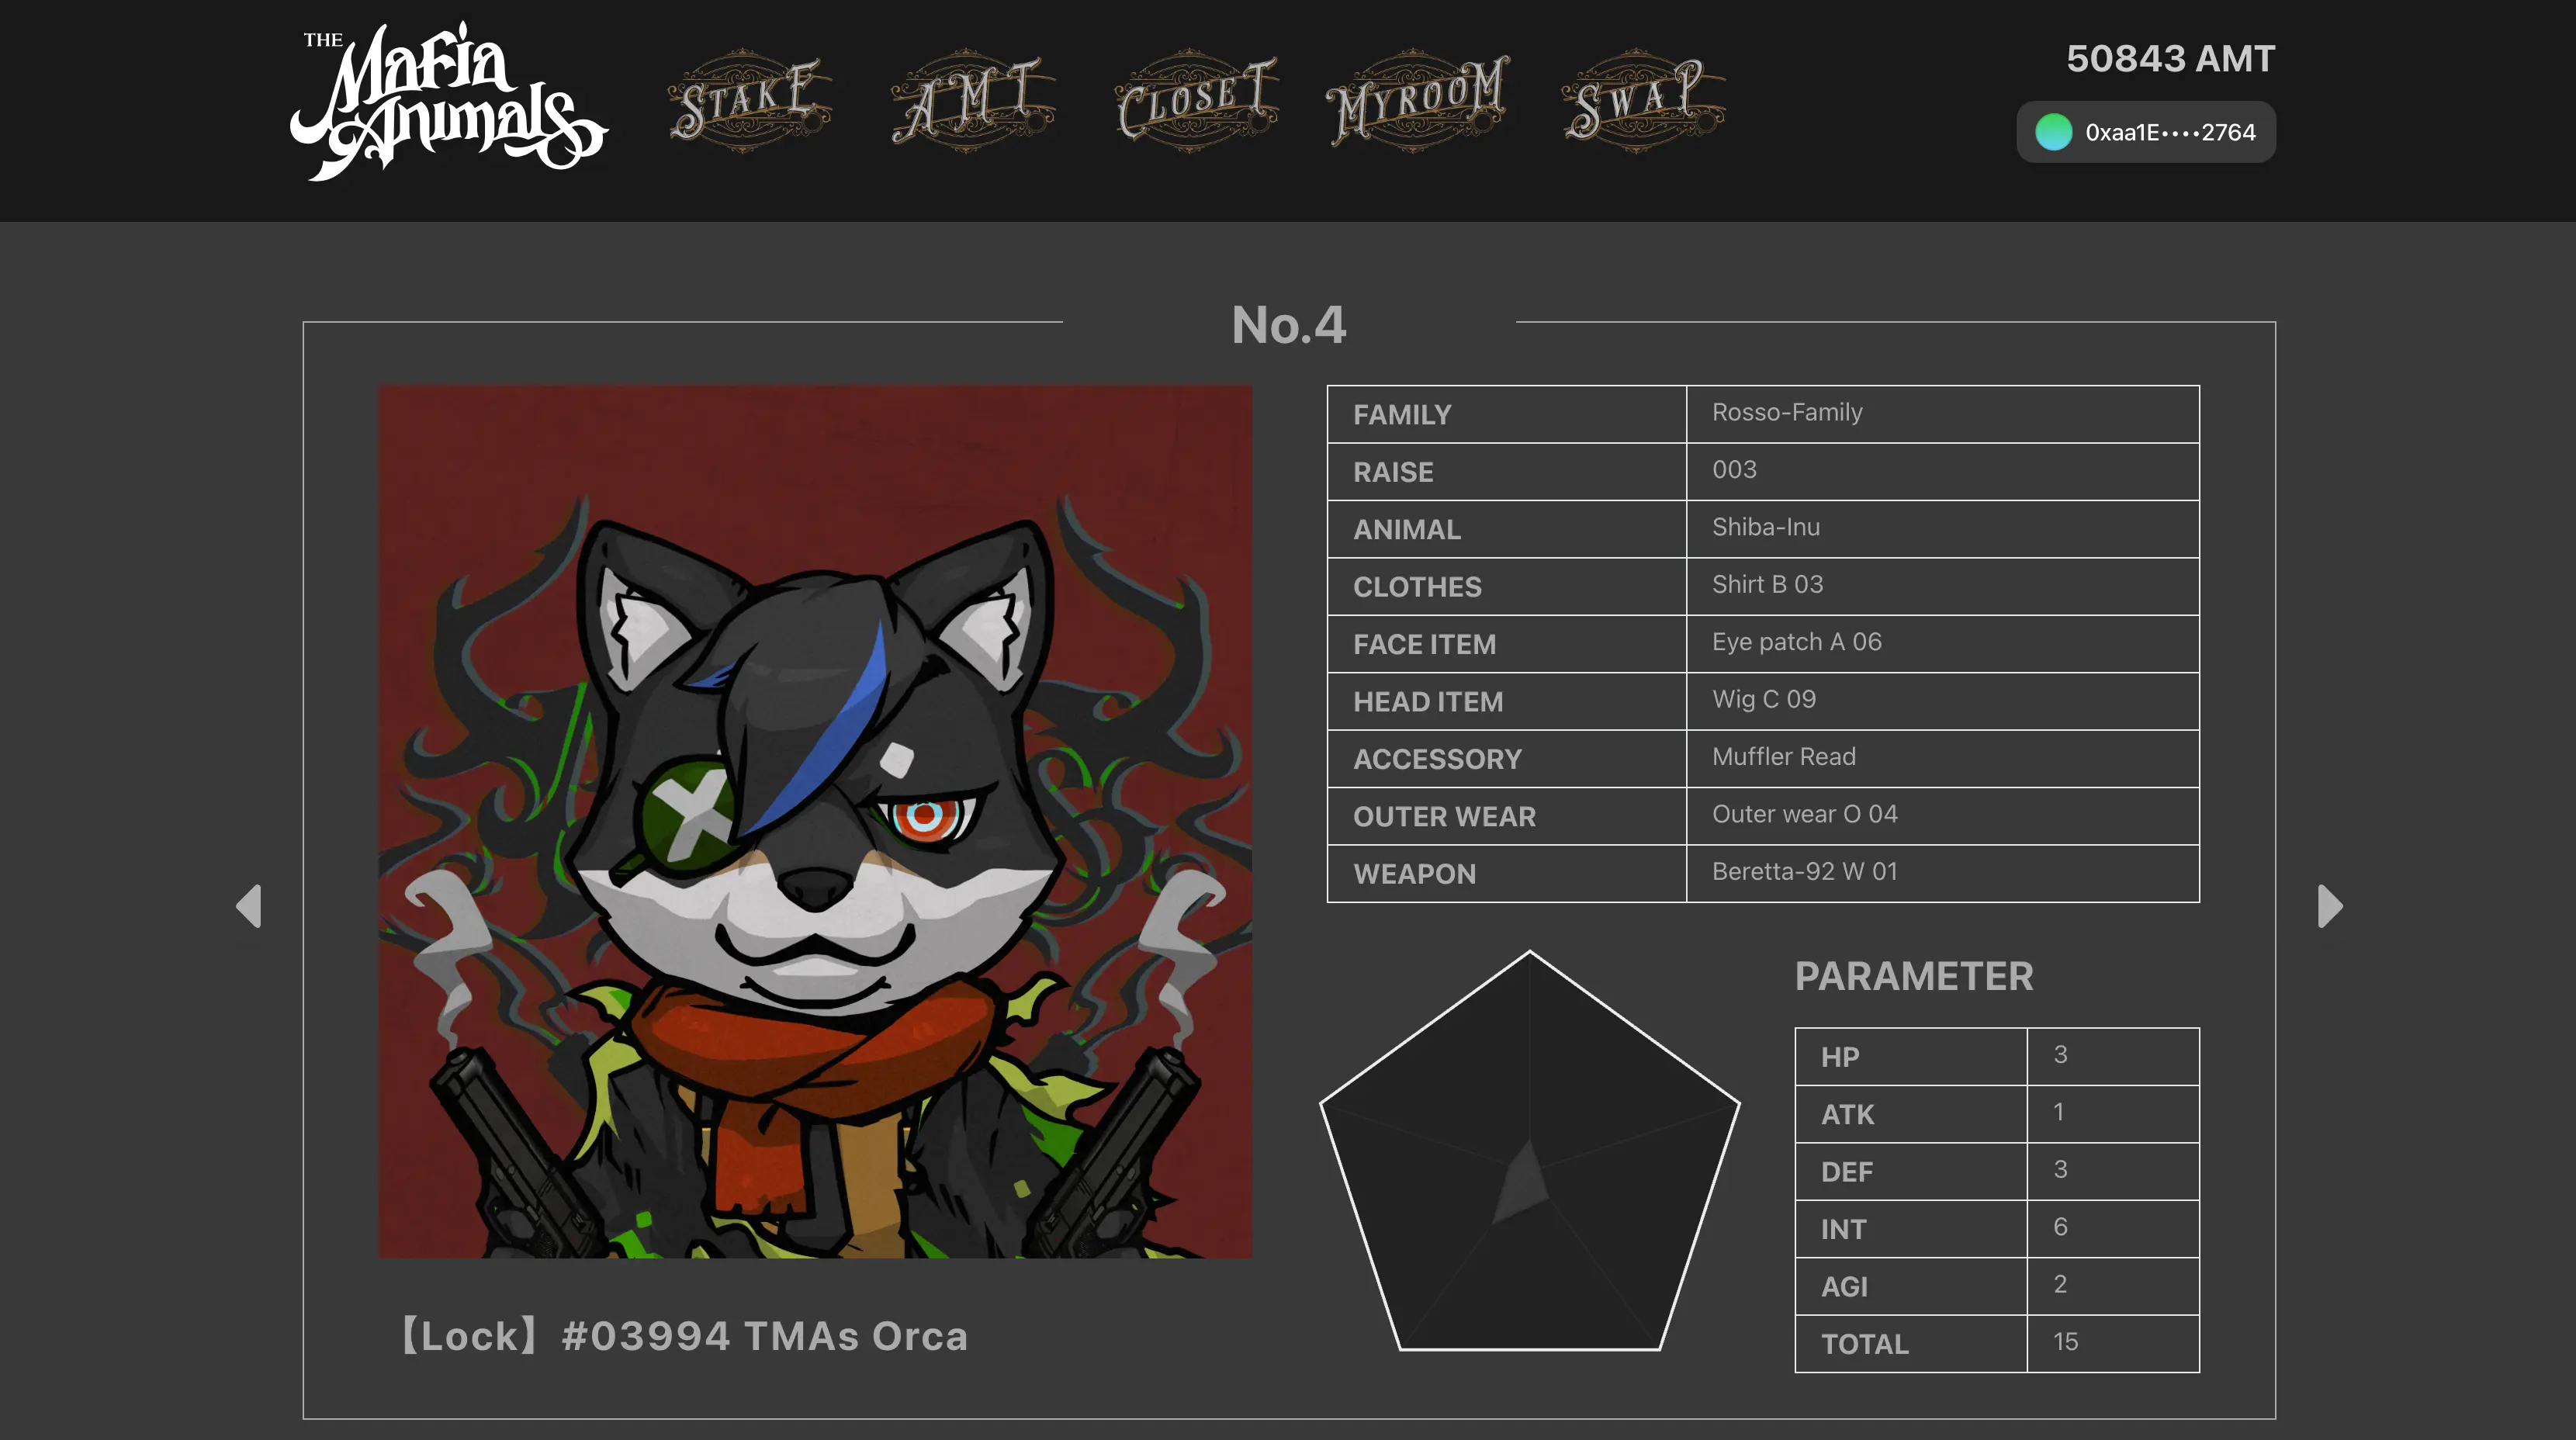 THE
Mafia
Animals
STAKE
AMT
CLOSET
MYROOM
SWAP
50843 AMT
0xaa1E••••2764
No.4
FAMILY Rosso-Family
RAISE 003
ANIMAL Shiba-Inu
CLOTHES Shirt B 03
FACE ITEM Eye patch A 06
HEAD ITEM Wig C 09
ACCESSORY Muffler Read
OUTER WEAR Outer wear O 04
WEAPON Beretta-92 W 01
PARAMETER
HP 3
ATK 1
DEF 3
INT 6
AGI 2
TOTAL 15
【Lock】#03994 TMAs Orca